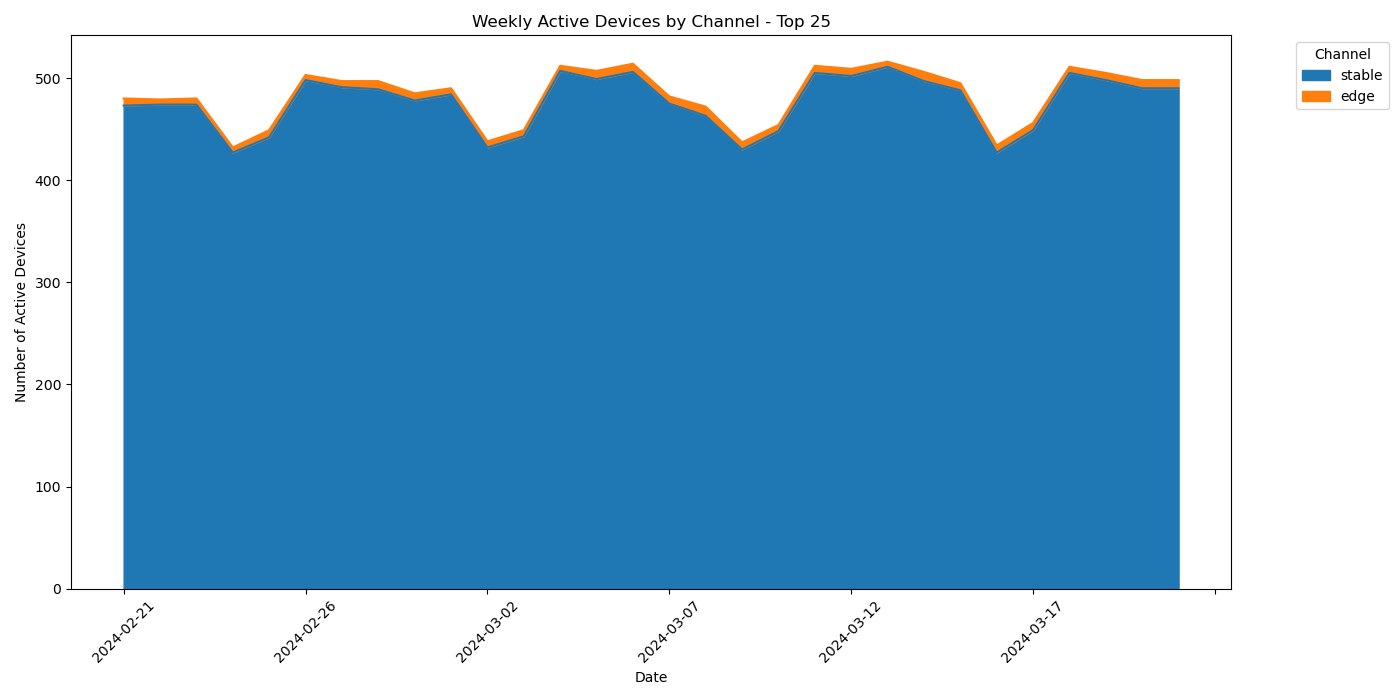 Weekly Active Devices by Channel - Top 25
Channel
stable
edge
Number of Active Devices
500
400
300
200
100
0
2024-02-21
2024-02-26
2024-03-02
2024-03-07
2024-03-12
2024-03-17
Date